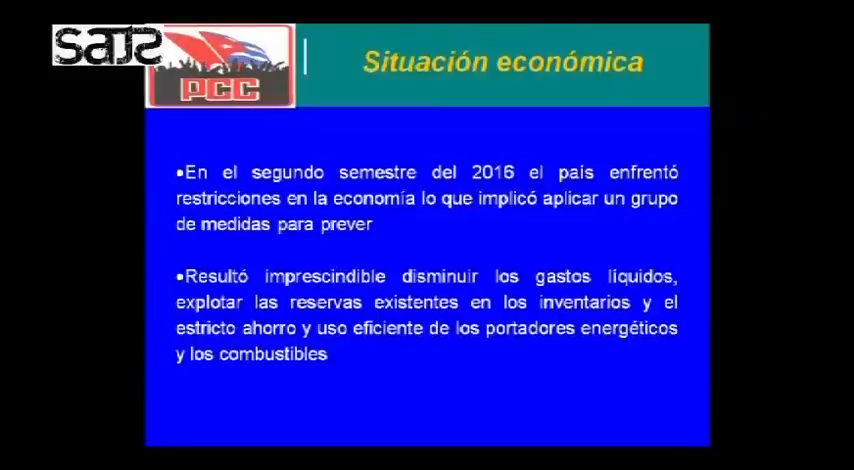 SATS
PCC
Situación económica
•En el segundo semestre del 2016 el país enfrentó
restricciones en la economía lo que implicó aplicar un grupo
de medidas para prever
•Resultó imprescindible disminuir los gastos líquidos,
explotar las reservas existentes en los inventarios y el
estricto ahorro y uso eficiente de los portadores energéticos
y los combustibles